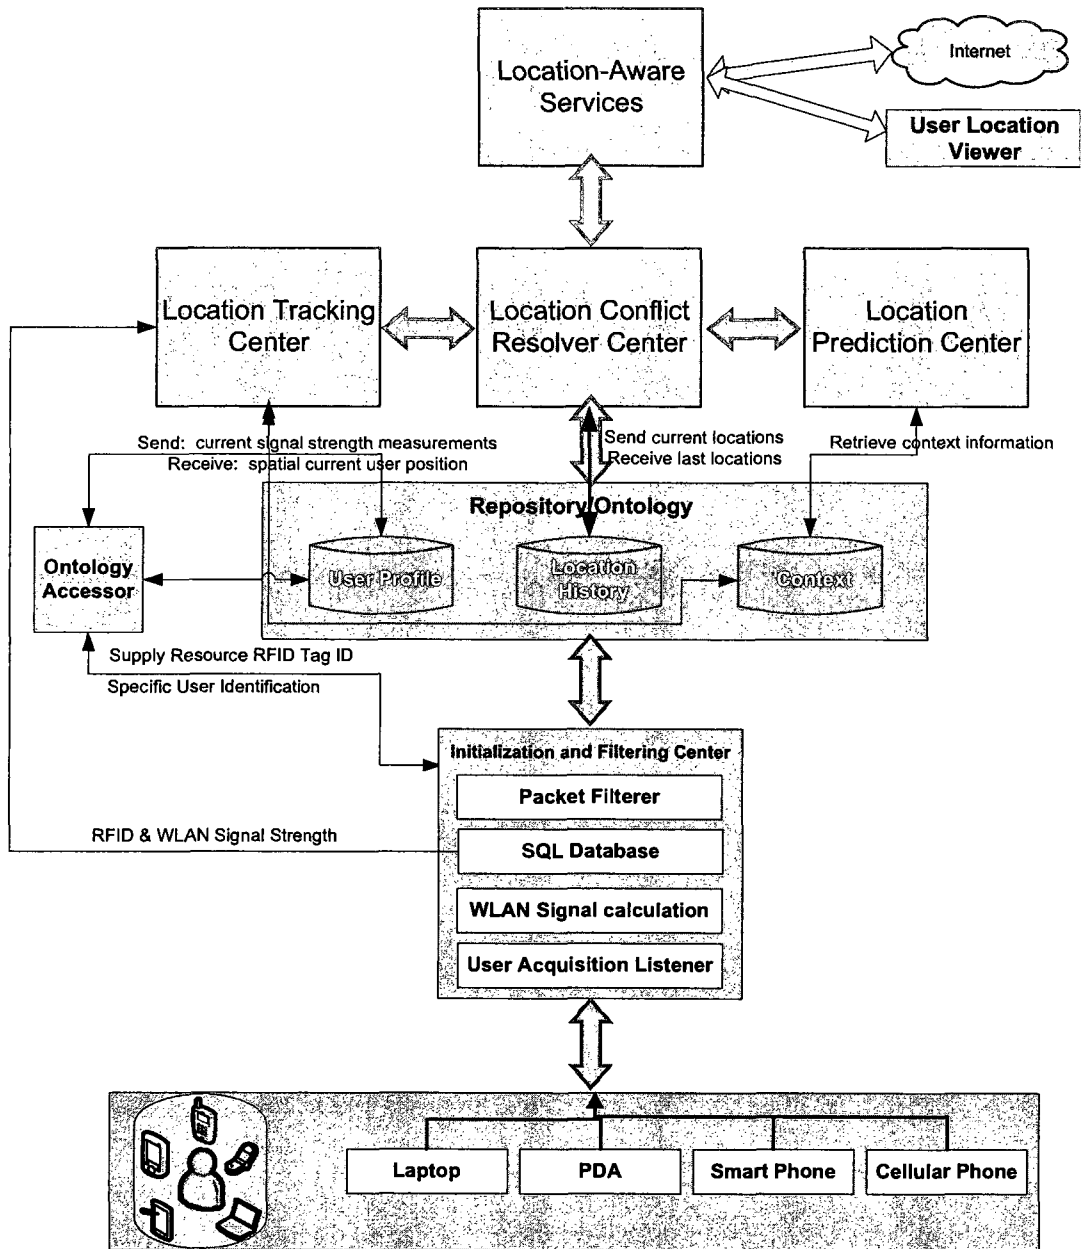 Location-Aware
Services
Internet
User Location
Viewer
Location Tracking
Center
Location Conflict
Resolver Center
Location
Prediction Center
Send: current signal strength measurements
Receive: spatial current user position
Send current locations
Receive last locations
Retrieve context information
Repository/Ontology
Ontology
Accessor
User Profile
Location
History
Context
Supply Resource RFID Tag ID
Specific User Identification
Initialization and Filtering Center
Packet Filterer
SQL Database
RFID & WLAN Signal Strength
WLAN Signal calculation
User Acquisition Listener
Laptop
PDA
Smart Phone
Cellular Phone